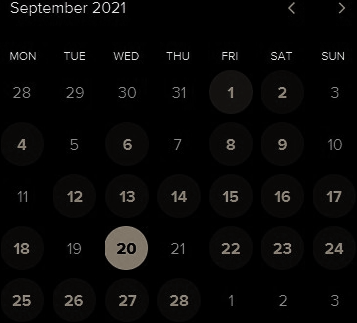 September 2021
MON TUE WED THU FRI SAT SUN
28 29 30 31 1 2 3
4 5 6 7 8 9 10
11 12 13 14 15 16 17
18 19 20 21 22 23 24
25 26 27 28 1 2 3